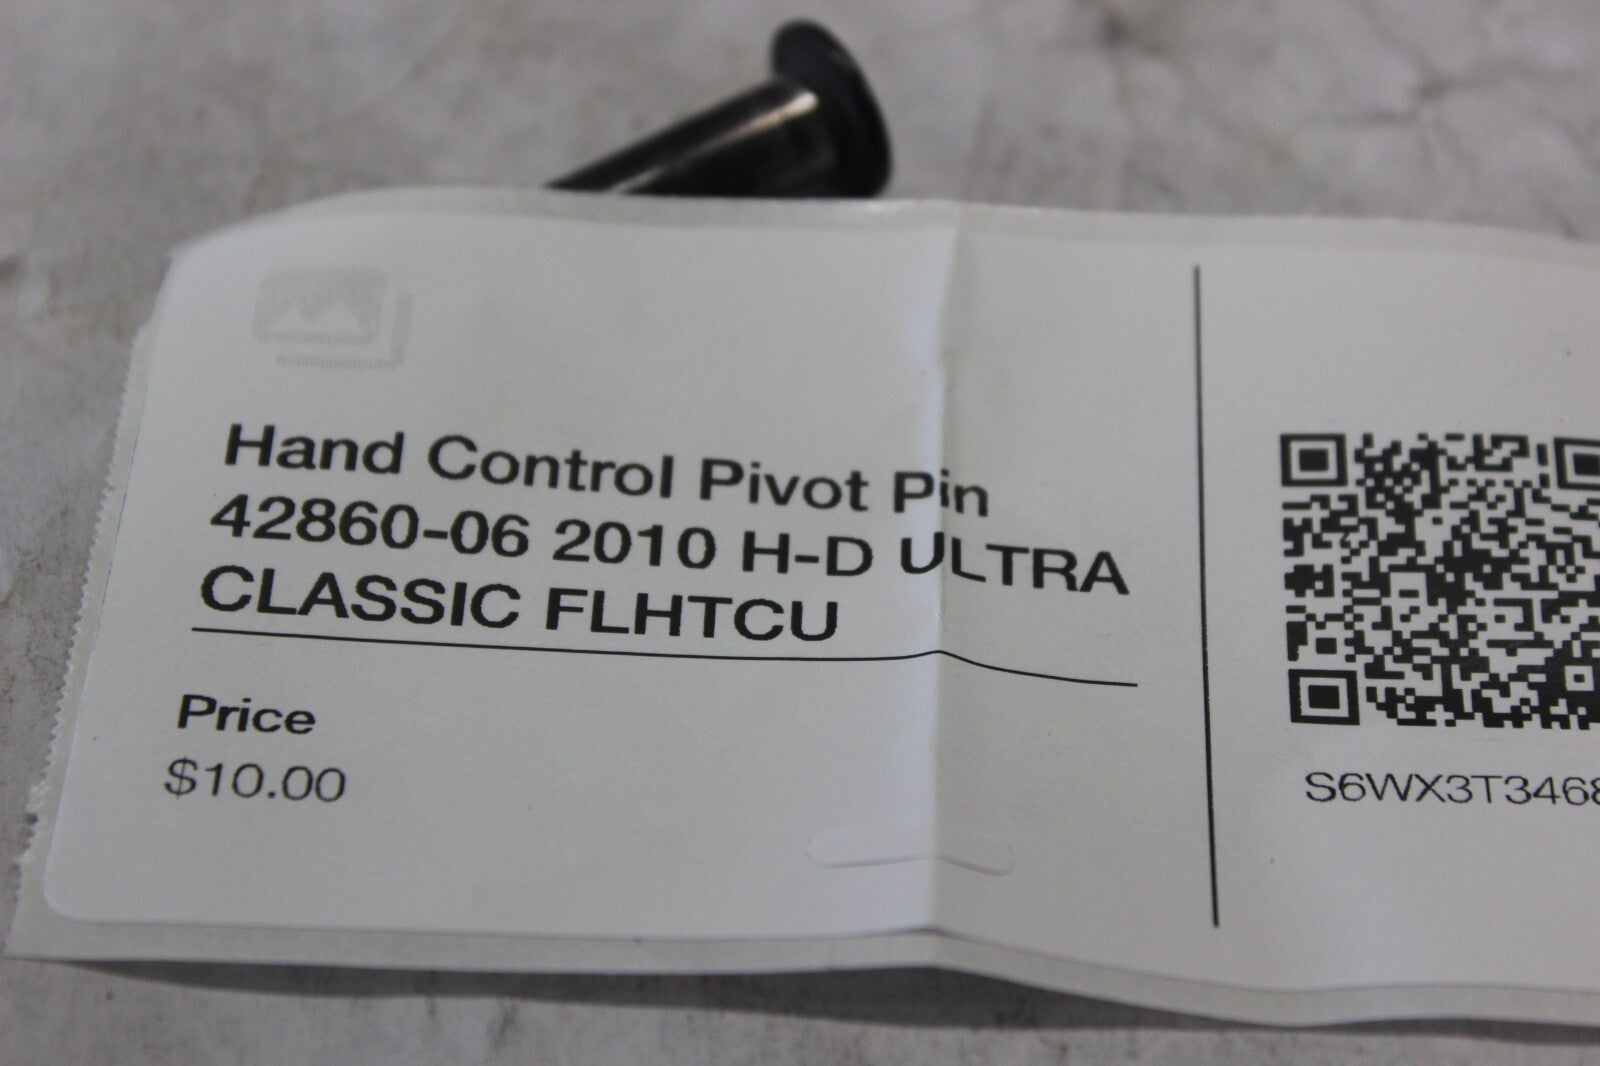 Hand Control Pivot Pin
42860-06 2010 H-D ULTRA
CLASSIC FLHTCU
Price
$10.00
S6WX3T3468